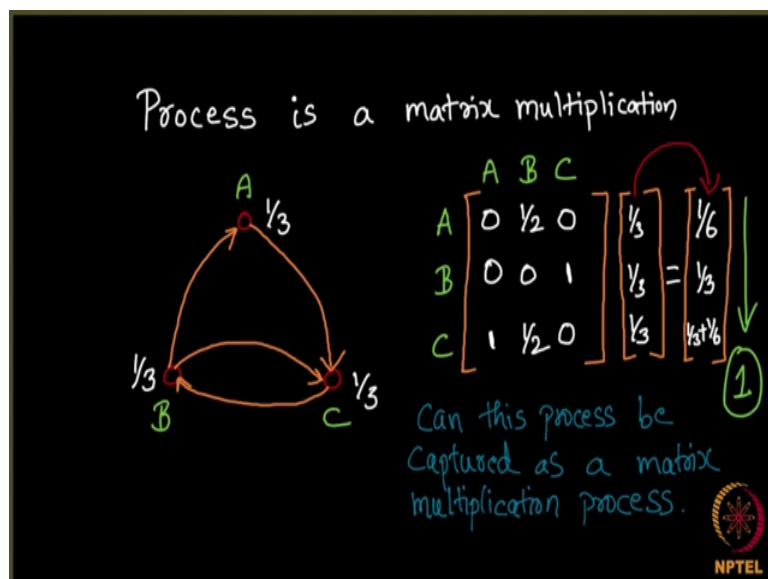 Process is a matrix multiplication
A
1/3
1/3
B
C
1/3
A B C
A 0 1/2 0 1/3 1/6
B 0 0 1 1/3 = 1/3
C 1 1/2 0 1/3 1/3+1/6
1
Can this process be
captured as a matrix
multiplication process.
NPTEL